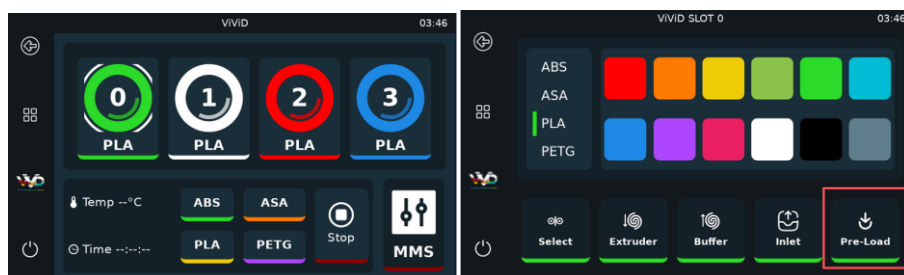 ViViD 03:46
0 1 2 3
PLA PLA PLA PLA
Temp --°C ABS ASA
Time --:--:-- PLA PETG Stop MMS
ViViD SLOT 0 03:46
ABS
ASA
PLA
PETG
ViViD
Select Extruder Buffer Inlet Pre-Load